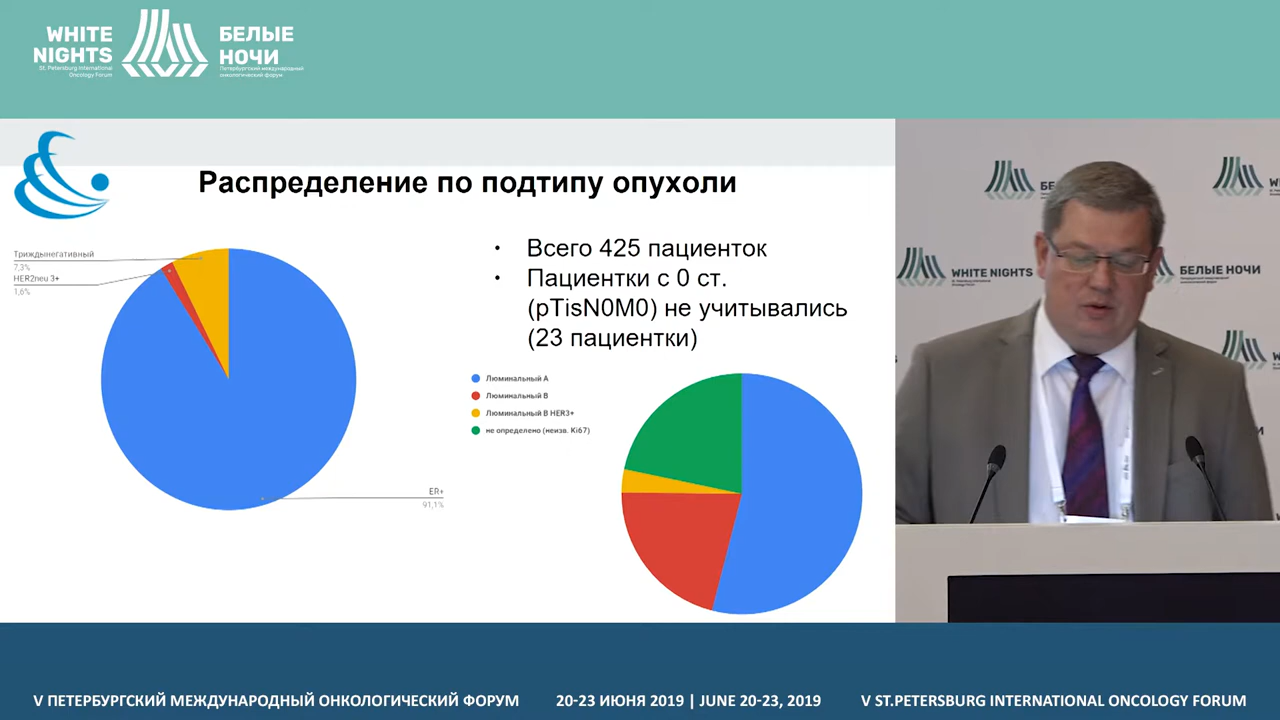 WHITE
NIGHTS
St. Petersburg International
Oncology Forum
БЕЛЫЕ
НОЧИ
Петербургский международный
онкологический форум
Распределение по подтипу опухоли
Триждынегативный
7,3%
HER2neu 3+
1,6%
ER+
91,1%
• Всего 425 пациенток
• Пациентки с 0 ст.
(pTisN0M0) не учитывались
(23 пациентки)
Люминальный А
Люминальный В
Люминальный В HER3+
не определено (неизв. Ki67)
WHITE NIGHTS
БЕЛЫЕ НОЧИ
V ПЕТЕРБУРГСКИЙ МЕЖДУНАРОДНЫЙ ОНКОЛОГИЧЕСКИЙ ФОРУМ
20-23 ИЮНЯ 2019 | JUNE 20-23, 2019
V ST.PETERSBURG INTERNATIONAL ONCOLOGY FORUM